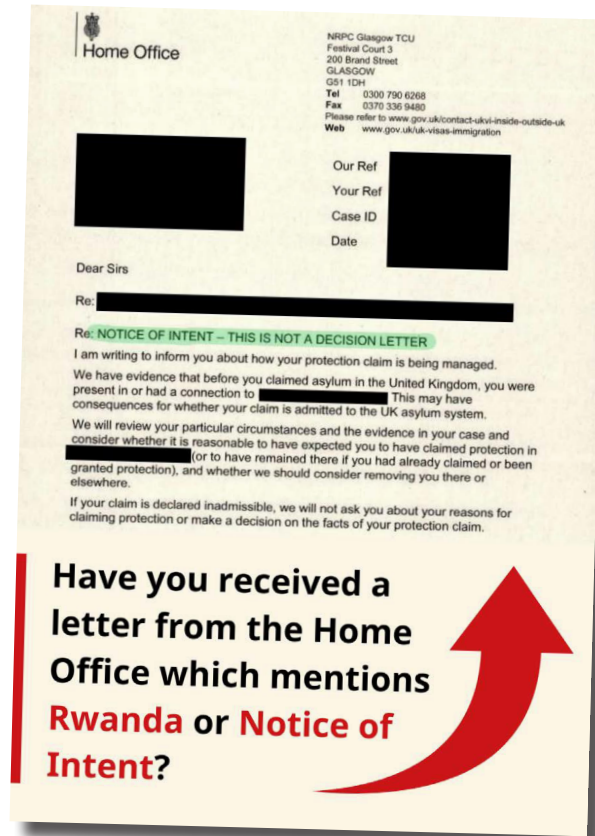 Home Office
NRPC Glasgow TCU
Festival Court 3
200 Brand Street
GLASGOW
G51 1DH
Tel 0300 790 6268
Fax 0370 336 9480
Please refer to www.gov.uk/contact-ukvi-inside-outside-uk
Web www.gov.uk/uk-visas-immigration
Our Ref
Your Ref
Case ID
Date
Dear Sirs
Re:
Re: NOTICE OF INTENT – THIS IS NOT A DECISION LETTER
I am writing to inform you about how your protection claim is being managed.
We have evidence that before you claimed asylum in the United Kingdom, you were
present in or had a connection to This may have
consequences for whether your claim is admitted to the UK asylum system.
We will review your particular circumstances and the evidence in your case and
consider whether it is reasonable to have expected you to have claimed protection in
(or to have remained there if you had already claimed or been
granted protection), and whether we should consider removing you there or
elsewhere.
If your claim is declared inadmissible, we will not ask you about your reasons for
claiming protection or make a decision on the facts of your protection claim.
Have you received a
letter from the Home
Office which mentions
Rwanda or Notice of
Intent?